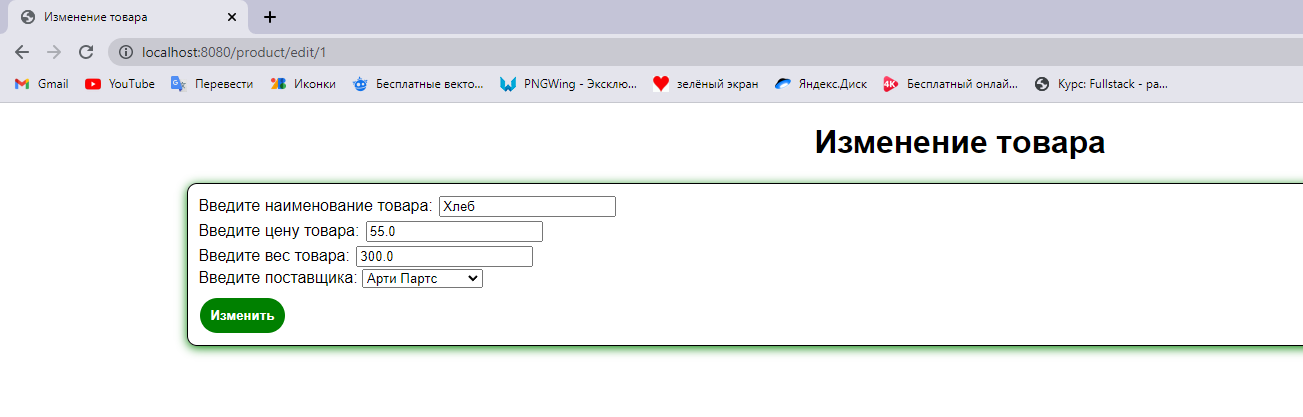 Изменение товара
localhost:8080/product/edit/1
Gmail YouTube Перевести Иконки Бесплатные векто... PNGWing - Эксклю... зелёный экран Яндекс.Диск 4K Бесплатный онлай... Курс: Fullstack - ра...
Изменение товара
Введите наименование товара: Хлеб
Введите цену товара: 55.0
Введите вес товара: 300.0
Введите поставщика: Арти Партс
Изменить